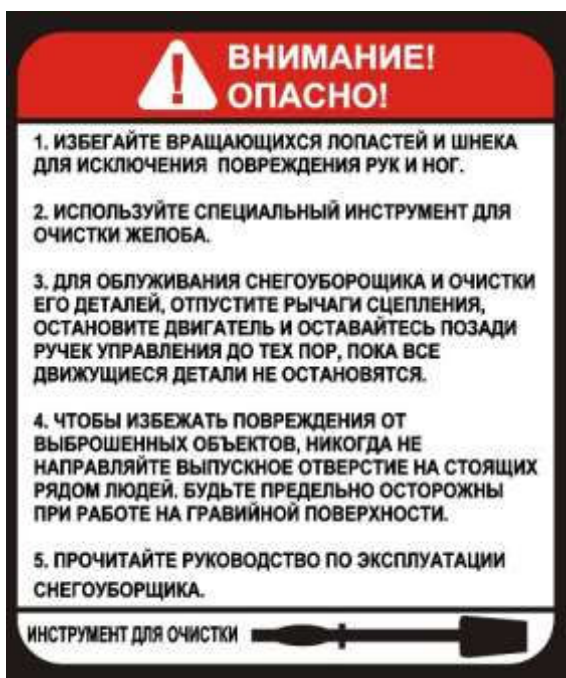 ВНИМАНИЕ!
ОПАСНО!
1. ИЗБЕГАЙТЕ ВРАЩАЮЩИХСЯ ЛОПАСТЕЙ И ШНЕКА
ДЛЯ ИСКЛЮЧЕНИЯ ПОВРЕЖДЕНИЯ РУК И НОГ.
2. ИСПОЛЬЗУЙТЕ СПЕЦИАЛЬНЫЙ ИНСТРУМЕНТ ДЛЯ
ОЧИСТКИ ЖЕЛОБА.
3. ДЛЯ ОБЛУЖИВАНИЯ СНЕГОУБОРОЩИКА И ОЧИСТКИ
ЕГО ДЕТАЛЕЙ, ОТПУСТИТЕ РЫЧАГИ СЦЕПЛЕНИЯ,
ОСТАНОВИТЕ ДВИГАТЕЛЬ И ОСТАВАЙТЕСЬ ПОЗАДИ
РУЧЕК УПРАВЛЕНИЯ ДО ТЕХ ПОР, ПОКА ВСЕ
ДВИЖУЩИЕСЯ ДЕТАЛИ НЕ ОСТАНОВЯТСЯ.
4. ЧТОБЫ ИЗБЕЖАТЬ ПОВРЕЖДЕНИЯ ОТ
ВЫБРОШЕННЫХ ОБЪЕКТОВ, НИКОГДА НЕ
НАПРАВЛЯЙТЕ ВЫПУСКНОЕ ОТВЕРСТИЕ НА СТОЯЩИХ
РЯДОМ ЛЮДЕЙ. БУДЬТЕ ПРЕДЕЛЬНО ОСТОРОЖНЫ
ПРИ РАБОТЕ НА ГРАВИЙНОЙ ПОВЕРХНОСТИ.
5. ПРОЧИТАЙТЕ РУКОВОДСТВО ПО ЭКСПЛУАТАЦИИ
СНЕГОУБОРЩИКА.
ИНСТРУМЕНТ ДЛЯ ОЧИСТКИ